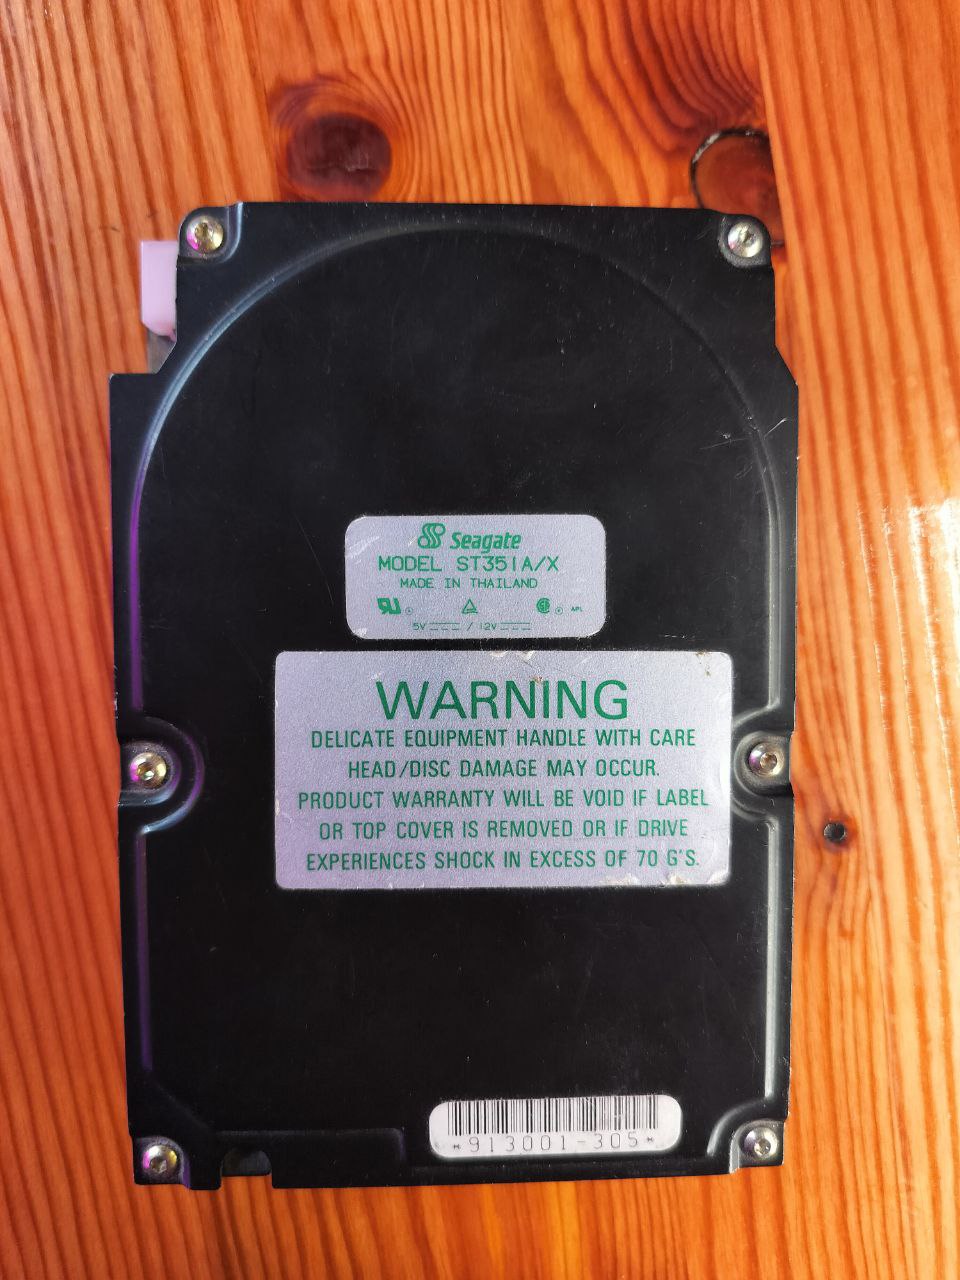 Seagate
MODEL ST351A/X
MADE IN THAILAND
5V / 12V
WARNING
DELICATE EQUIPMENT HANDLE WITH CARE
HEAD/DISC DAMAGE MAY OCCUR.
PRODUCT WARRANTY WILL BE VOID IF LABEL
OR TOP COVER IS REMOVED OR IF DRIVE
EXPERIENCES SHOCK IN EXCESS OF 70 G'S.
*913001-305*